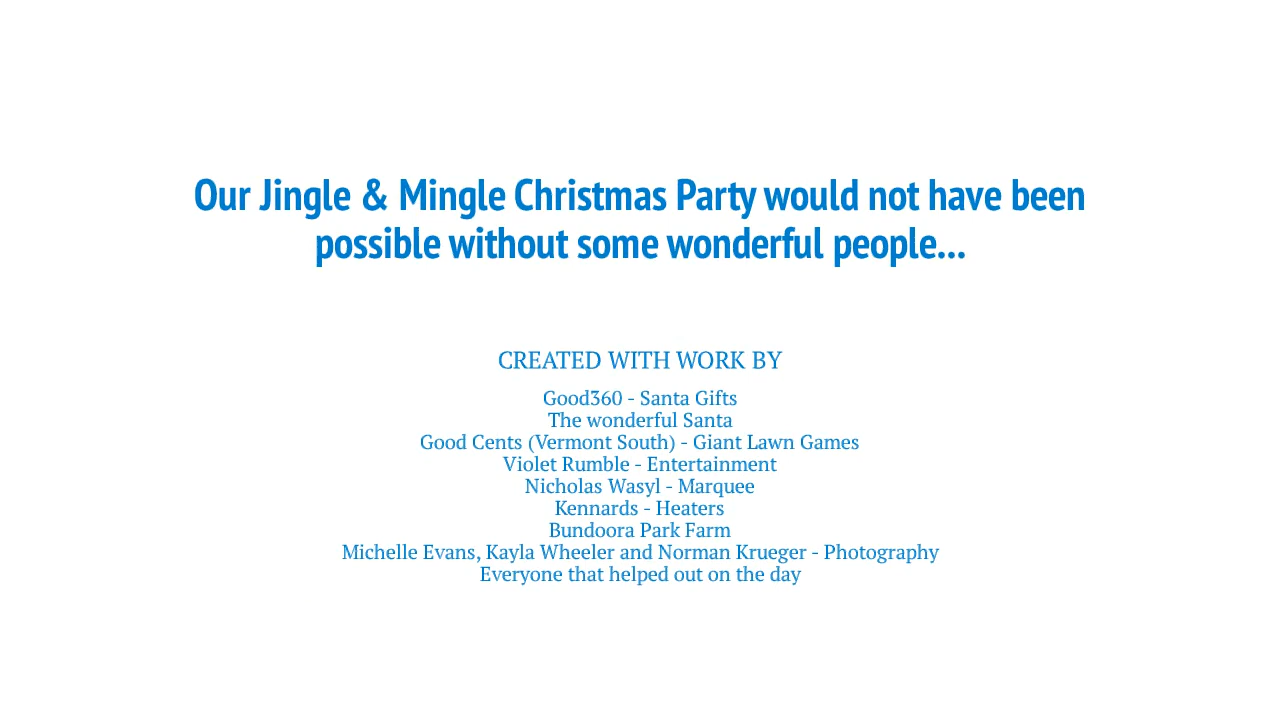 Our Jingle & Mingle Christmas Party would not have been
possible without some wonderful people...
CREATED WITH WORK BY
Good360 - Santa Gifts
The wonderful Santa
Good Cents (Vermont South) - Giant Lawn Games
Violet Rumble - Entertainment
Nicholas Wasyl - Marquee
Kennards - Heaters
Bundoora Park Farm
Michelle Evans, Kayla Wheeler and Norman Krueger - Photography
Everyone that helped out on the day